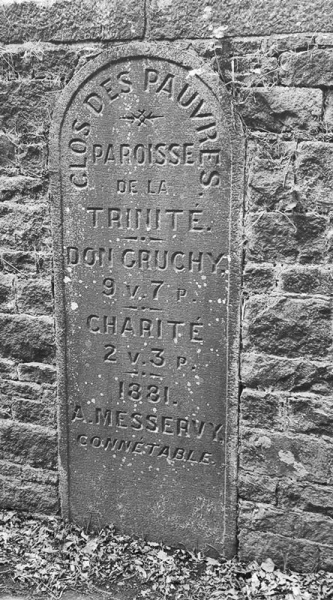 CLOS DES PAUVRES
PAROISSE
DE LA
TRINITÉ.
DON GRUCHY.
9 V. 7 P.
CHARITÉ
2 V. 3 P.
1881.
A. MESSERVY.
CONNÉTABLE.